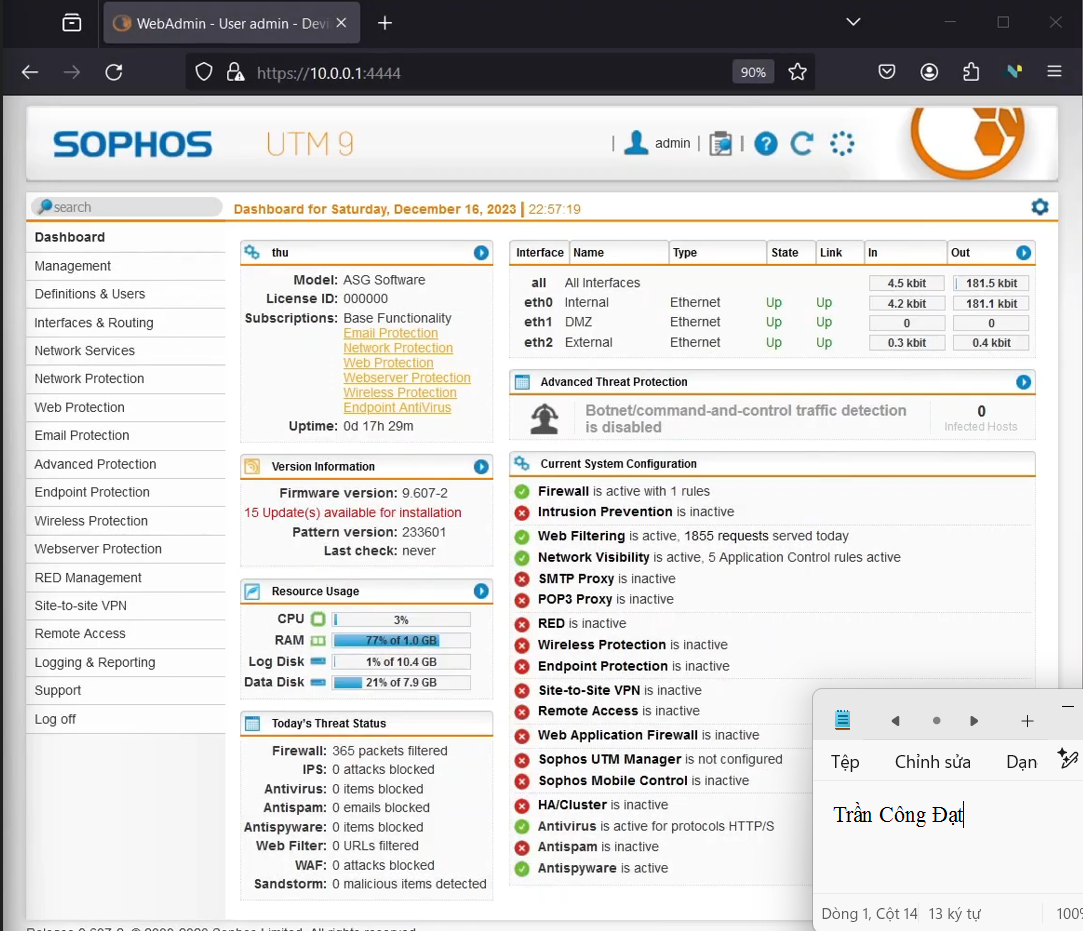 WebAdmin - User admin - Devi
https://10.0.0.1:4444
90%
SOPHOS UTM 9
admin
search
Dashboard for Saturday, December 16, 2023 | 22:57:19
Dashboard
Management
Definitions & Users
Interfaces & Routing
Network Services
Network Protection
Web Protection
Email Protection
Advanced Protection
Endpoint Protection
Wireless Protection
Webserver Protection
RED Management
Site-to-site VPN
Remote Access
Logging & Reporting
Support
Log off
thu
Model: ASG Software
License ID: 000000
Subscriptions: Base Functionality
Email Protection
Network Protection
Web Protection
Webserver Protection
Wireless Protection
Endpoint AntiVirus
Uptime: 0d 17h 29m
Version Information
Firmware version: 9.607-2
15 Update(s) available for installation
Pattern version: 233601
Last check: never
Resource Usage
CPU 3%
RAM 77% of 1.0 GB
Log Disk 1% of 10.4 GB
Data Disk 21% of 7.9 GB
Today's Threat Status
Firewall: 365 packets filtered
IPS: 0 attacks blocked
Antivirus: 0 items blocked
Antispam: 0 emails blocked
Antispyware: 0 items blocked
Web Filter: 0 URLs filtered
WAF: 0 attacks blocked
Sandstorm: 0 malicious items detected
Interface Name Type State Link In Out
all All Interfaces 4.5 kbit 181.5 kbit
eth0 Internal Ethernet Up Up 4.2 kbit 181.1 kbit
eth1 DMZ Ethernet Up Up 0 0
eth2 External Ethernet Up Up 0.3 kbit 0.4 kbit
Advanced Threat Protection
Botnet/command-and-control traffic detection
is disabled
0
Infected Hosts
Current System Configuration
Firewall is active with 1 rules
Intrusion Prevention is inactive
Web Filtering is active, 1855 requests served today
Network Visibility is active, 5 Application Control rules active
SMTP Proxy is inactive
POP3 Proxy is inactive
RED is inactive
Wireless Protection is inactive
Endpoint Protection is inactive
Site-to-Site VPN is inactive
Remote Access is inactive
Web Application Firewall is inactive
Sophos UTM Manager is not configured
Sophos Mobile Control is inactive
HA/Cluster is inactive
Antivirus is active for protocols HTTP/S
Antispam is inactive
Antispyware is active
Tệp Chỉnh sửa Dạn
Trần Công Đạt
Dòng 1, Cột 14 13 ký tự 100%
Release 9.607-2 © 2000-2020 Sophos Limited. All rights reserved.